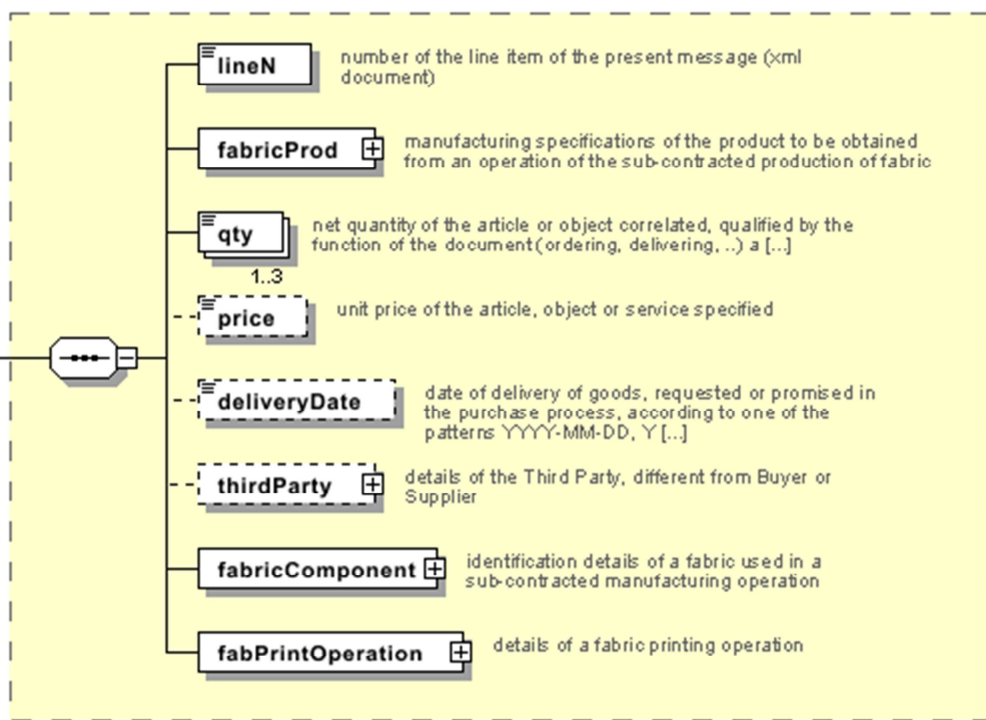 lineN
number of the line item of the present message (xml
document)
fabricProd
manufacturing specifications of the product to be obtained
from an operation of the sub-contracted production of fabric
qty
net quantity of the article or object correlated, qualified by the
function of the document (ordering, delivering, ..) a [...]
1..3
price
unit price of the article, object or service specified
deliveryDate
date of delivery of goods, requested or promised in
the purchase process, according to one of the
patterns YYYY-MM-DD, Y [...]
thirdParty
details of the Third Party, different from Buyer or
Supplier
fabricComponent
identification details of a fabric used in a
sub-contracted manufacturing operation
fabPrintOperation
details of a fabric printing operation